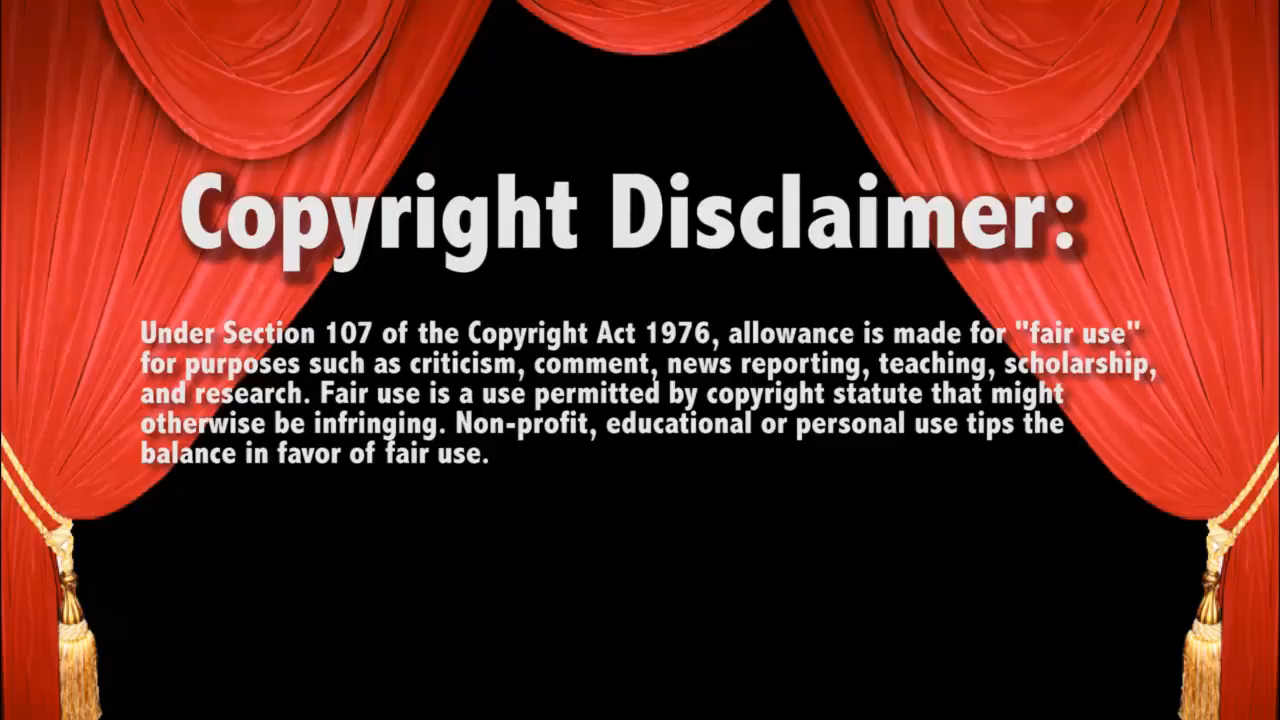 Copyright Disclaimer:
Under Section 107 of the Copyright Act 1976, allowance is made for "fair use"
for purposes such as criticism, comment, news reporting, teaching, scholarship,
and research. Fair use is a use permitted by copyright statute that might
otherwise be infringing. Non-profit, educational or personal use tips the
balance in favor of fair use.